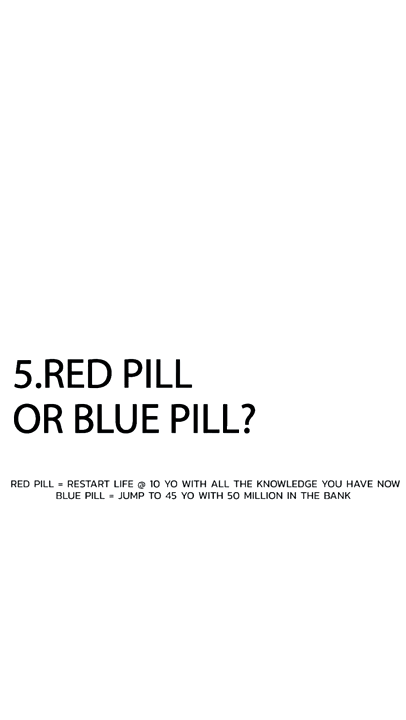 5.RED PILL
OR BLUE PILL?
RED PILL = RESTART LIFE @ 10 YO WITH ALL THE KNOWLEDGE YOU HAVE NOW
BLUE PILL = JUMP TO 45 YO WITH 50 MILLION IN THE BANK